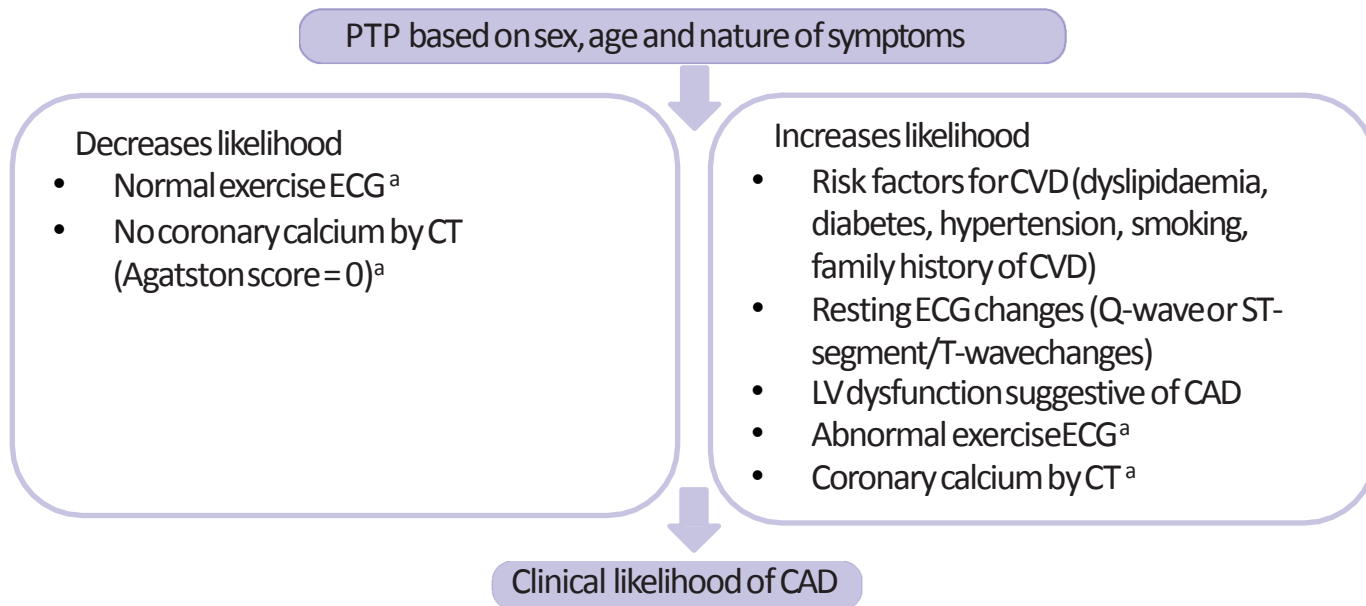 PTP based on sex, age and nature of symptoms
Decreases likelihood
• Normal exercise ECG a
• No coronary calcium by CT
(Agatston score = 0) a
Increases likelihood
• Risk factors for CVD (dyslipidaemia,
diabetes, hypertension, smoking,
family history of CVD)
• Resting ECG changes (Q-wave or ST-
segment/T-wave changes)
• LV dysfunction suggestive of CAD
• Abnormal exercise ECG a
• Coronary calcium by CT a
Clinical likelihood of CAD